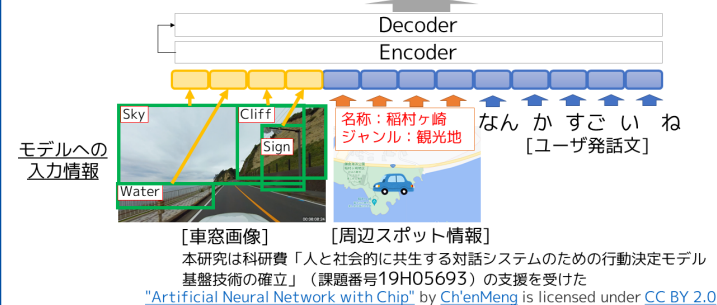 Decoder
Encoder
Sky
Cliff
Sign
Water
名称：稲村ヶ崎
ジャンル：観光地
なん か すご い ね
[ユーザ発話文]
モデルへの
入力情報
[車窓画像]
[周辺スポット情報]
本研究は科研費「人と社会的に共生する対話システムのための行動決定モデル
基盤技術の確立」（課題番号19H05693）の支援を受けた
"Artificial Neural Network with Chip" by Ch'enMeng is licensed under CC BY 2.0